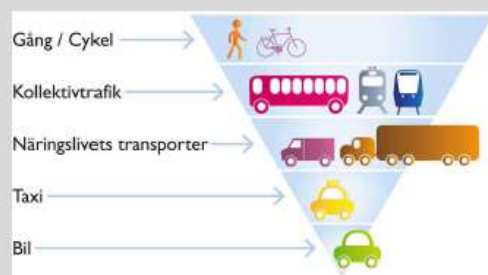 Gång / Cykel
Kollektivtrafik
Näringslivets transporter
Taxi
Bil